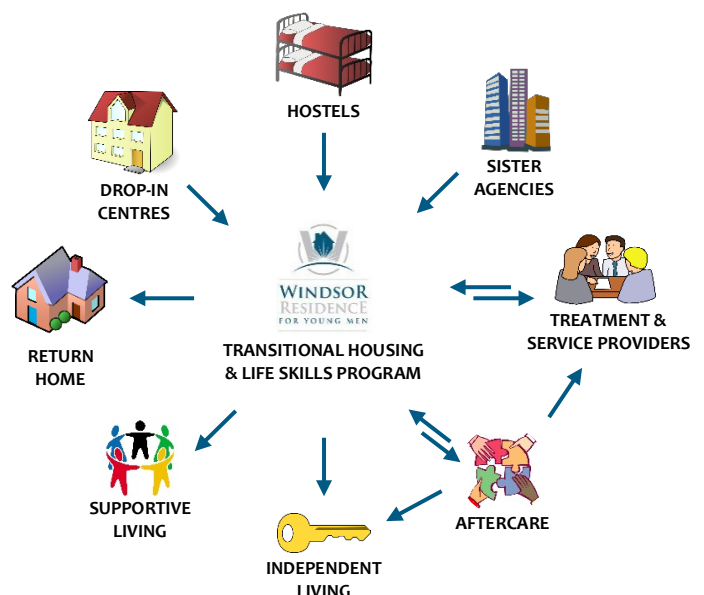 HOSTELS
SISTER
AGENCIES
DROP-IN
CENTRES
WINDSOR
RESIDENCE
FOR YOUNG MEN
TRANSITIONAL HOUSING
& LIFE SKILLS PROGRAM
TREATMENT &
SERVICE PROVIDERS
RETURN
HOME
SUPPORTIVE
LIVING
AFTERCARE
INDEPENDENT
LIVING